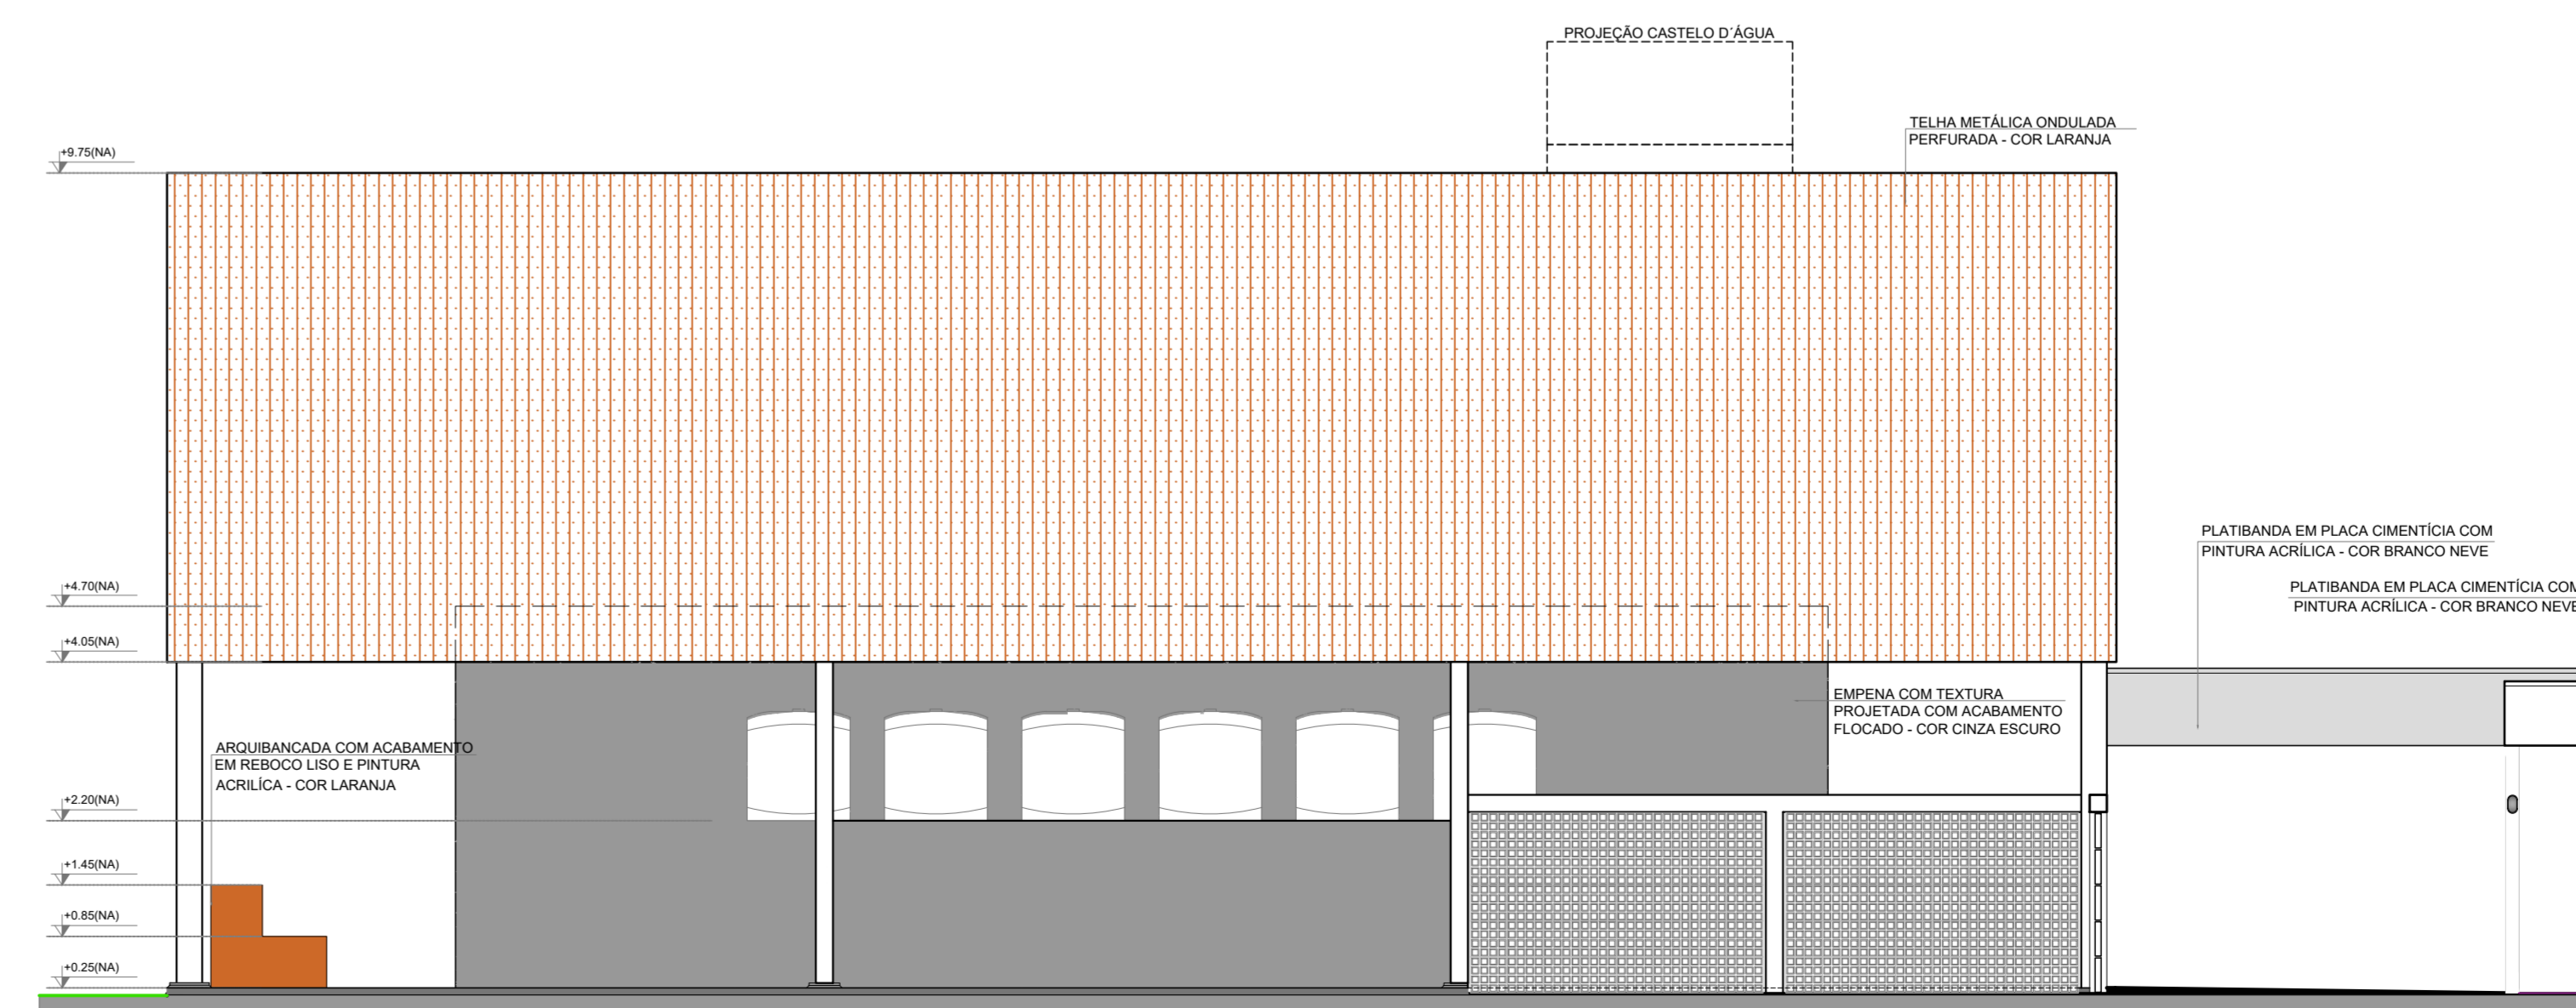 PROJEÇÃO CASTELO D´ÁGUA
TELHA METÁLICA ONDULADA
PERFURADA - COR LARANJA
+9.75(NA)
PLATIBANDA EM PLACA CIMENTÍCIA COM
PINTURA ACRÍLICA - COR BRANCO NEVE
+4.70(NA)
PLATIBANDA EM PLACA CIMENTÍCIA COM
PINTURA ACRÍLICA - COR BRANCO NEVE
+4.05(NA)
EMPENA COM TEXTURA
PROJETADA COM ACABAMENTO
FLOCADO - COR CINZA ESCURO
ARQUIBANCADA COM ACABAMENTO
EM REBOCO LISO E PINTURA
ACRILÍCA - COR LARANJA
+2.20(NA)
+1.45(NA)
+0.85(NA)
+0.25(NA)